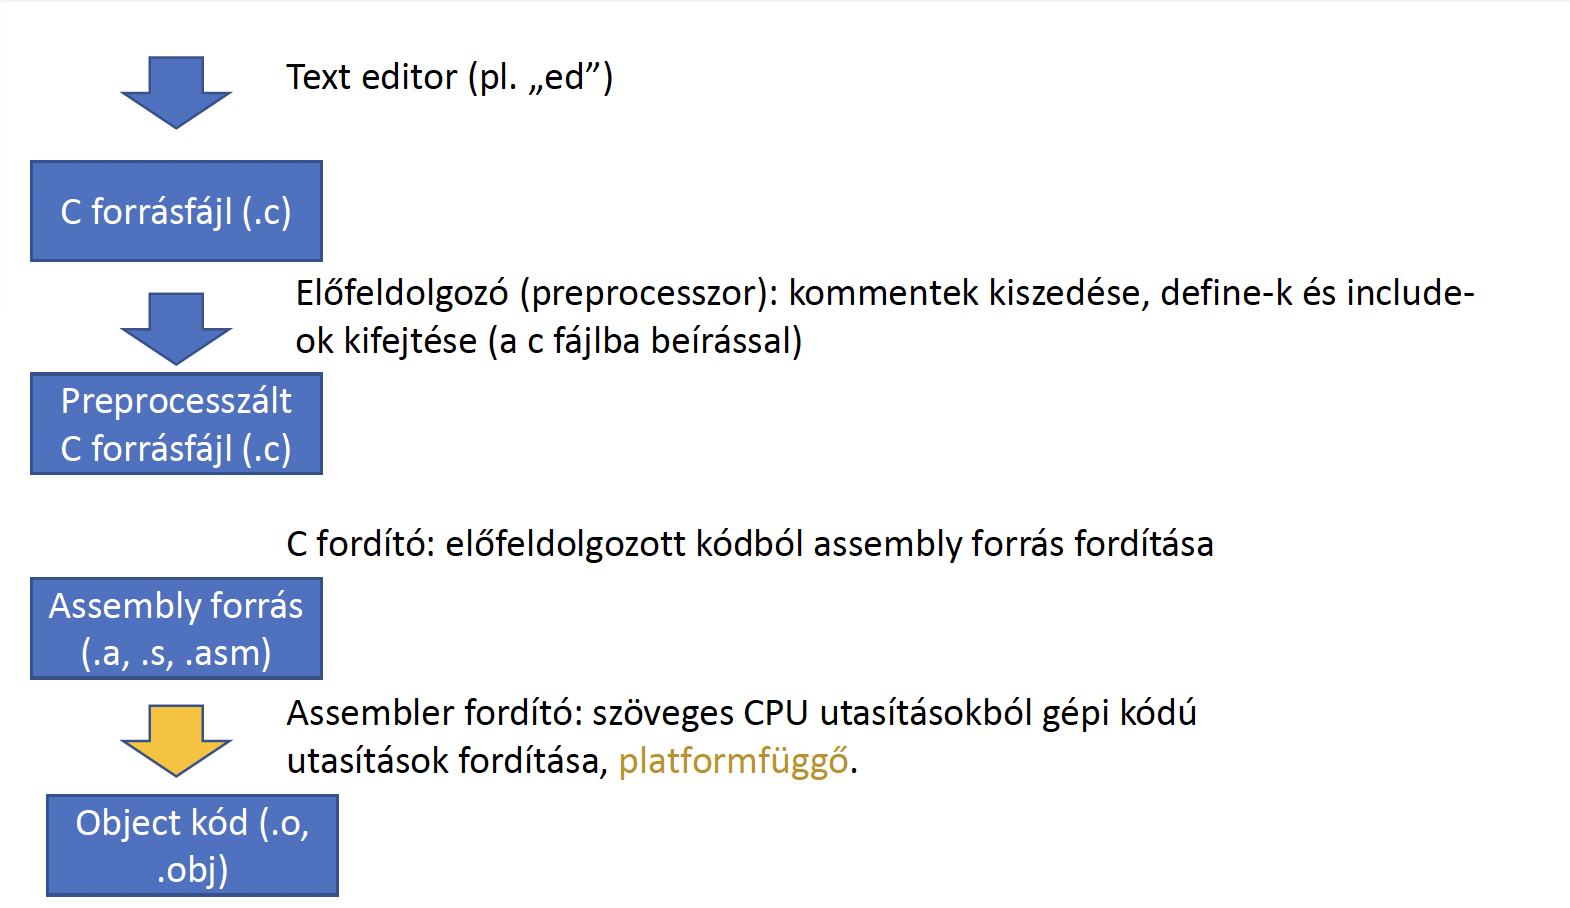 Text editor (pl. „ed”)
C forrásfájl (.c)
Előfeldolgozó (preprocesszor): kommentek kiszedése, define-k és include-
ok kifejtése (a c fájlba beírással)
Preprocesszált
C forrásfájl (.c)
C fordító: előfeldolgozott kódból assembly forrás fordítása
Assembly forrás
(.a, .s, .asm)
Assembler fordító: szöveges CPU utasításokból gépi kódú
utasítások fordítása, platformfüggő.
Object kód (.o,
.obj)